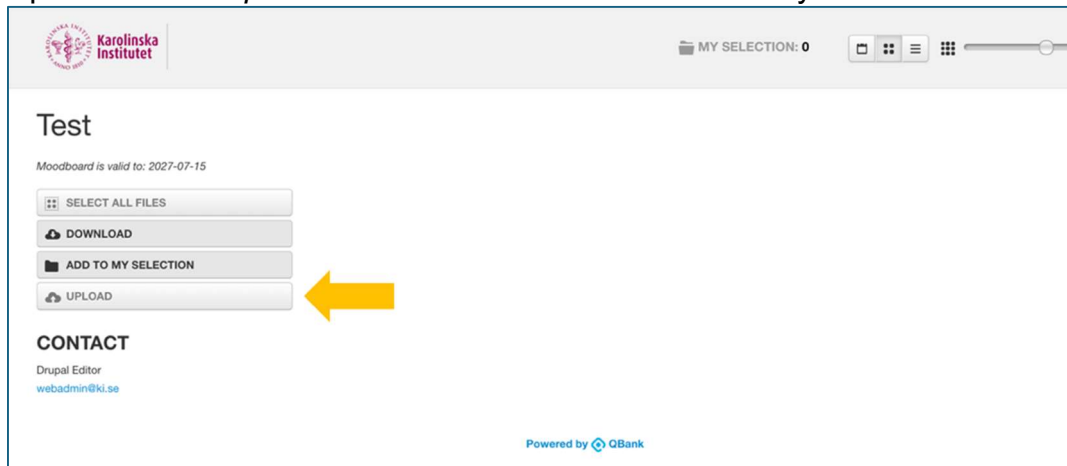 Karolinska
Institutet
MY SELECTION: 0
Test
Moodboard is valid to: 2027-07-15
SELECT ALL FILES
DOWNLOAD
ADD TO MY SELECTION
UPLOAD
CONTACT
Drupal Editor
webadmin@ki.se
Powered by QBank